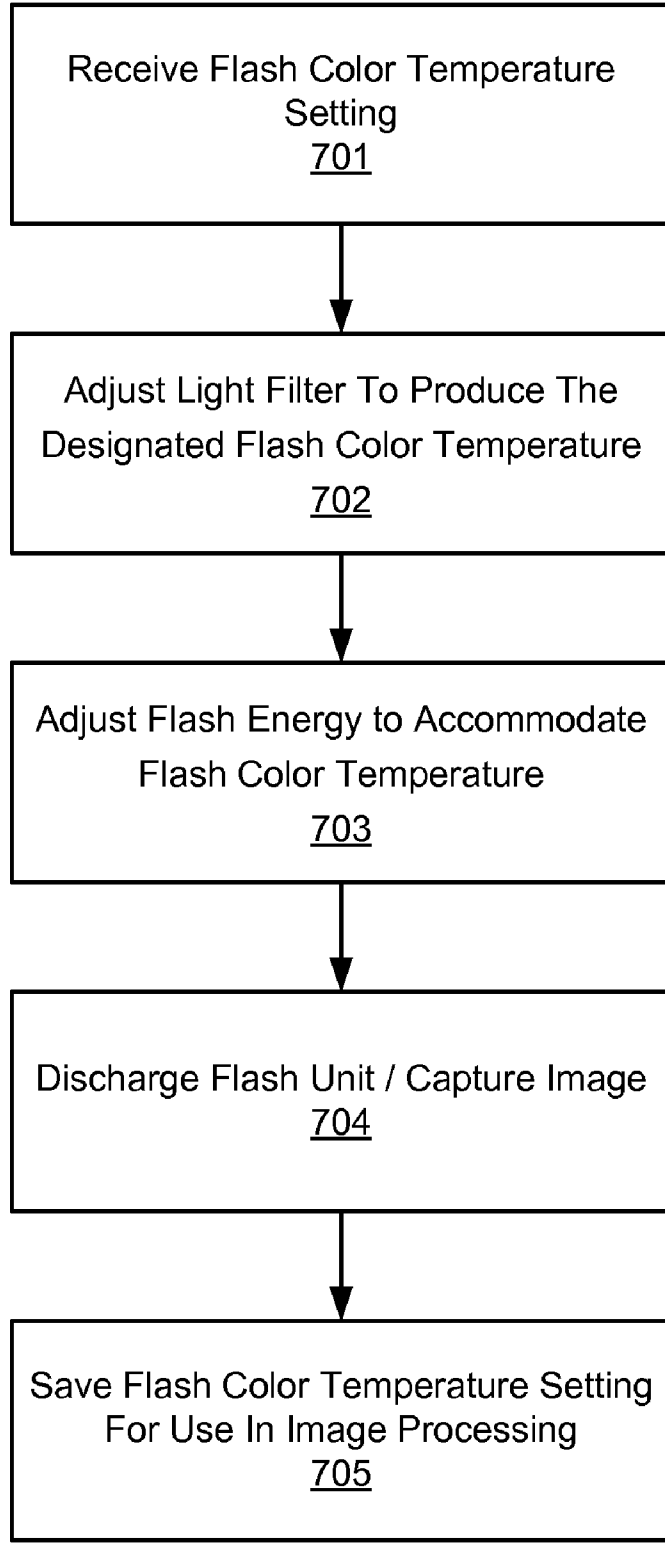 Receive Flash Color Temperature
Setting
701
Adjust Light Filter To Produce The
Designated Flash Color Temperature
702
Adjust Flash Energy to Accommodate
Flash Color Temperature
703
Discharge Flash Unit / Capture Image
704
Save Flash Color Temperature Setting
For Use In Image Processing
705